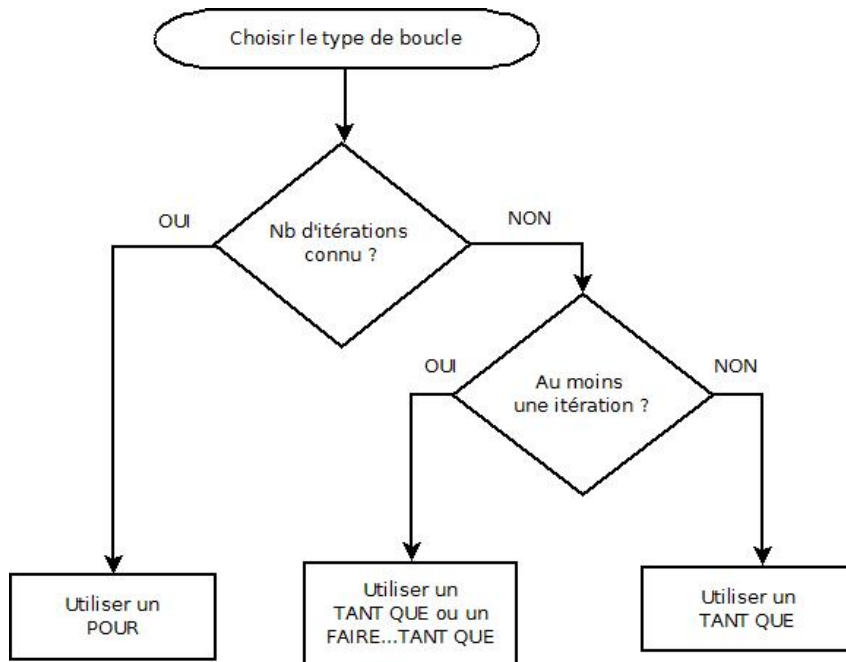 Choisir le type de boucle
OUI
NON
Nb d'itérations
connu ?
OUI
NON
Au moins
une itération ?
Utiliser un
POUR
Utiliser un
TANT QUE ou un
FAIRE...TANT QUE
Utiliser un
TANT QUE